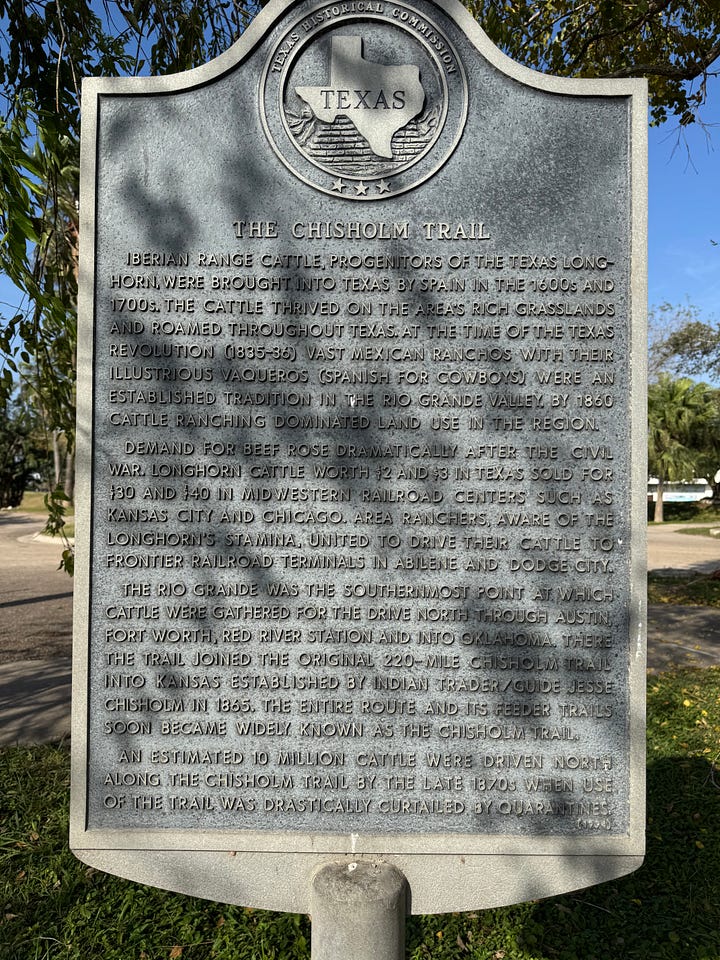 TEXAS HISTORICAL COMMISSION
TEXAS
THE CHISHOLM TRAIL
IBERIAN RANGE CATTLE, PROGENITORS OF THE TEXAS LONG-
HORN, WERE BROUGHT INTO TEXAS BY SPAIN IN THE 1600s AND
1700s. THE CATTLE THRIVED ON THE AREA'S RICH GRASSLANDS
AND ROAMED THROUGHOUT TEXAS. AT THE TIME OF THE TEXAS
REVOLUTION (1835-36) VAST MEXICAN RANCHOS WITH THEIR
ILLUSTRIOUS VAQUEROS (SPANISH FOR COWBOYS) WERE AN
ESTABLISHED TRADITION IN THE RIO GRANDE VALLEY. BY 1860
CATTLE RANCHING DOMINATED LAND USE IN THE REGION.
DEMAND FOR BEEF ROSE DRAMATICALLY AFTER THE CIVIL
WAR. LONGHORN CATTLE WORTH $2 AND $3 IN TEXAS SOLD FOR
$30 AND $40 IN MIDWESTERN RAILROAD CENTERS SUCH AS
KANSAS CITY AND CHICAGO. AREA RANCHERS, AWARE OF THE
LONGHORN'S STAMINA, UNITED TO DRIVE THEIR CATTLE TO
FRONTIER RAILROAD TERMINALS IN ABILENE AND DODGE CITY.
THE RIO GRANDE WAS THE SOUTHERNMOST POINT AT WHICH
CATTLE WERE GATHERED FOR THE DRIVE NORTH THROUGH AUSTIN,
FORT WORTH, RED RIVER STATION AND INTO OKLAHOMA. THERE
THE TRAIL JOINED THE ORIGINAL 220-MILE CHISHOLM TRAIL
INTO KANSAS ESTABLISHED BY INDIAN TRADER/GUIDE JESSE
CHISHOLM IN 1865. THE ENTIRE ROUTE AND ITS FEEDER TRAILS
SOON BECAME WIDELY KNOWN AS THE CHISHOLM TRAIL.
AN ESTIMATED 10 MILLION CATTLE WERE DRIVEN NORTH
ALONG THE CHISHOLM TRAIL BY THE LATE 1870s WHEN USE
OF THE TRAIL WAS DRASTICALLY CURTAILED BY QUARANTINES.